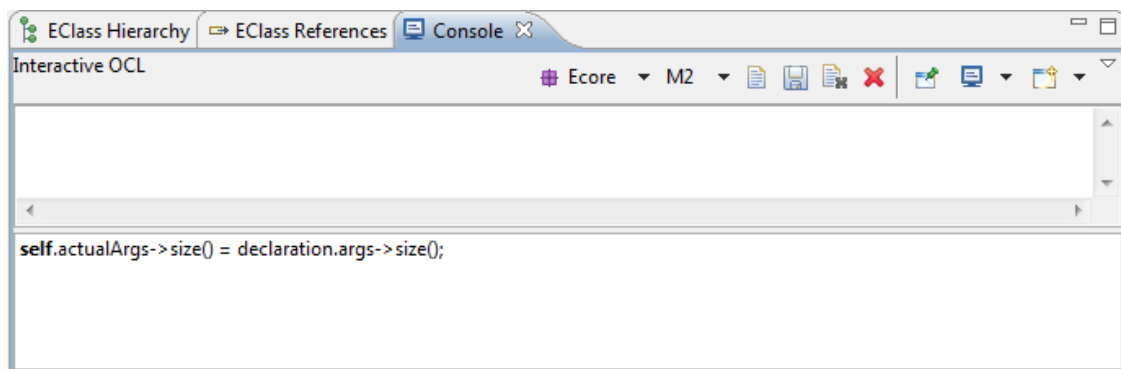 EClass Hierarchy EClass References Console
Interactive OCL Ecore M2
self.actualArgs->size() = declaration.args->size();